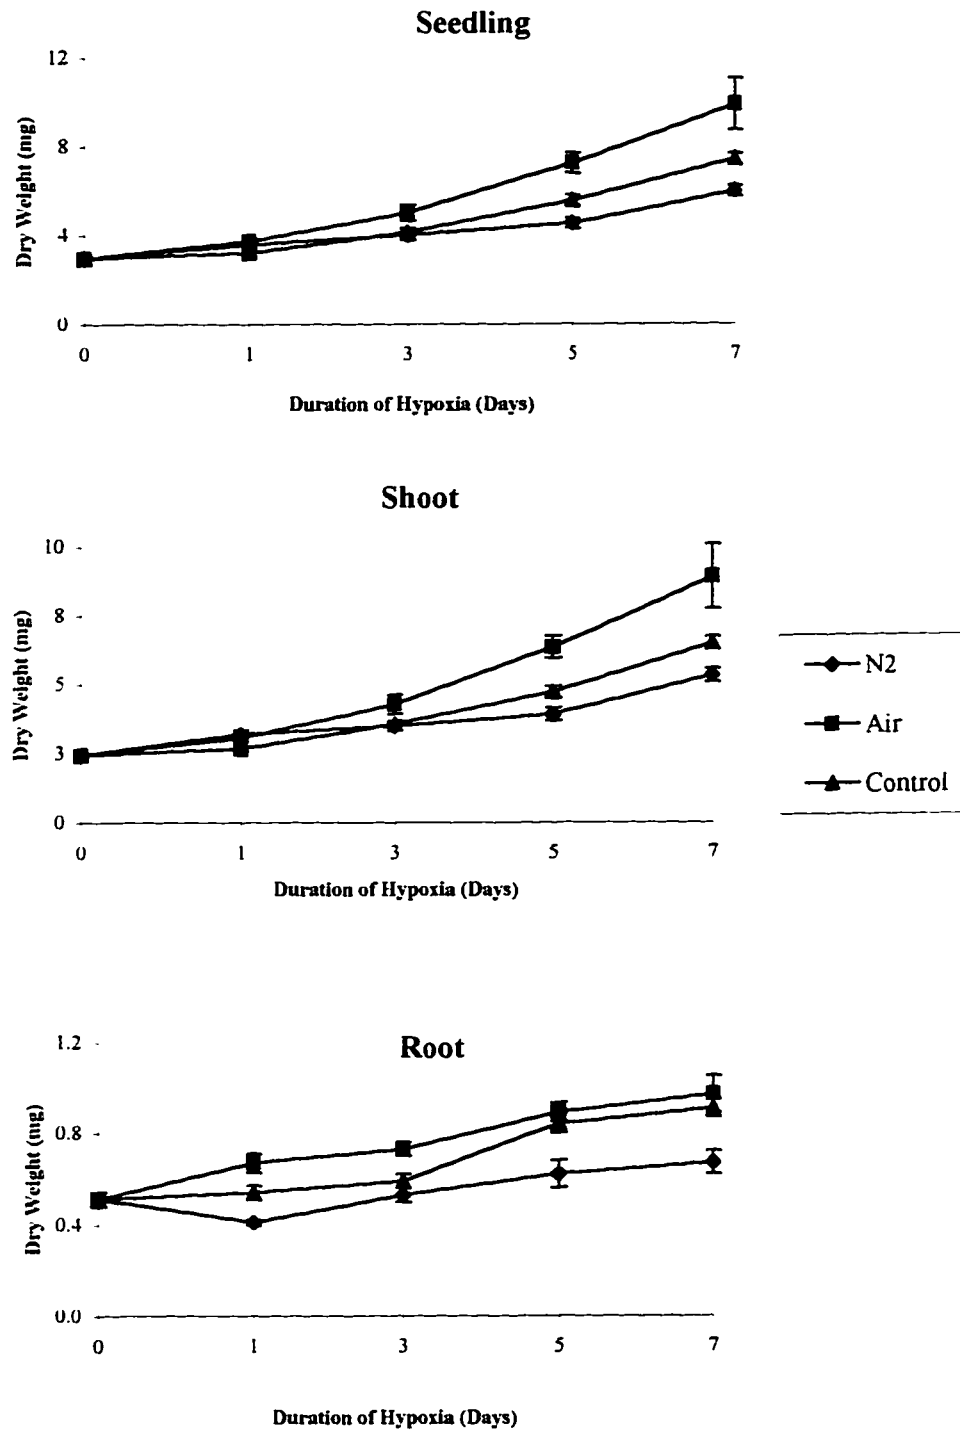 Seedling
12
8
4
0
Dry Weight (mg)
0 1 3 5 7
Duration of Hypoxia (Days)
Shoot
10
8
5
3
0
Dry Weight (mg)
0 1 3 5 7
Duration of Hypoxia (Days)
N2
Air
Control
Root
1.2
0.8
0.4
0.0
Dry Weight (mg)
0 1 3 5 7
Duration of Hypoxia (Days)